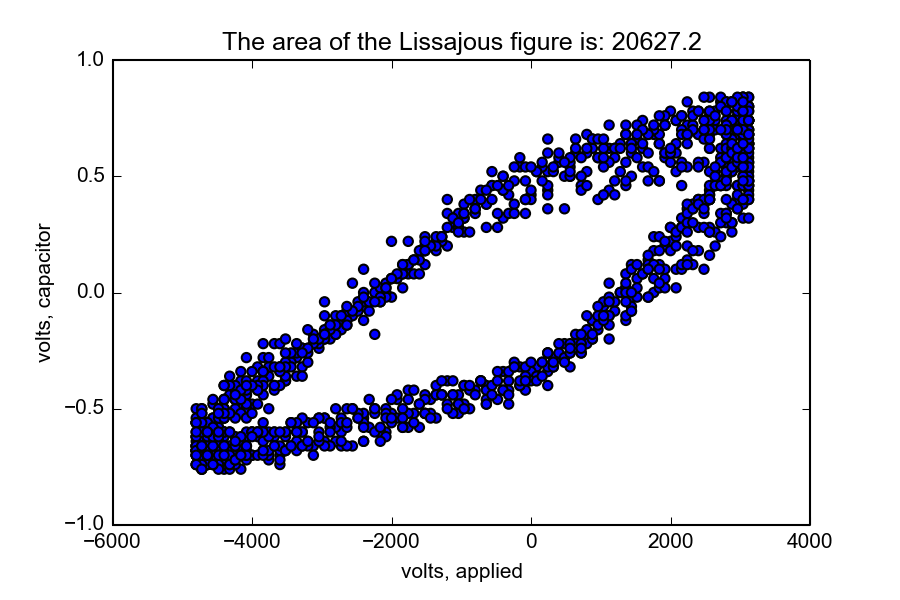 The area of the Lissajous figure is: 20627.2
1.0
0.5
0.0
−0.5
−1.0
volts, capacitor
−6000 −4000 −2000 0 2000 4000
volts, applied